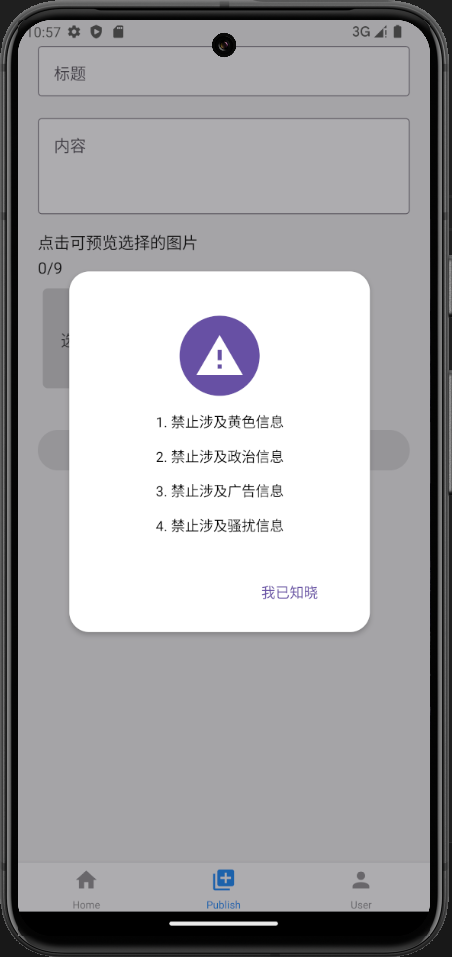 10:57
3G
标题
内容
点击可预览选择的图片
0/9
1. 禁止涉及黄色信息
2. 禁止涉及政治信息
3. 禁止涉及广告信息
4. 禁止涉及骚扰信息
我已知晓
Home
Publish
User